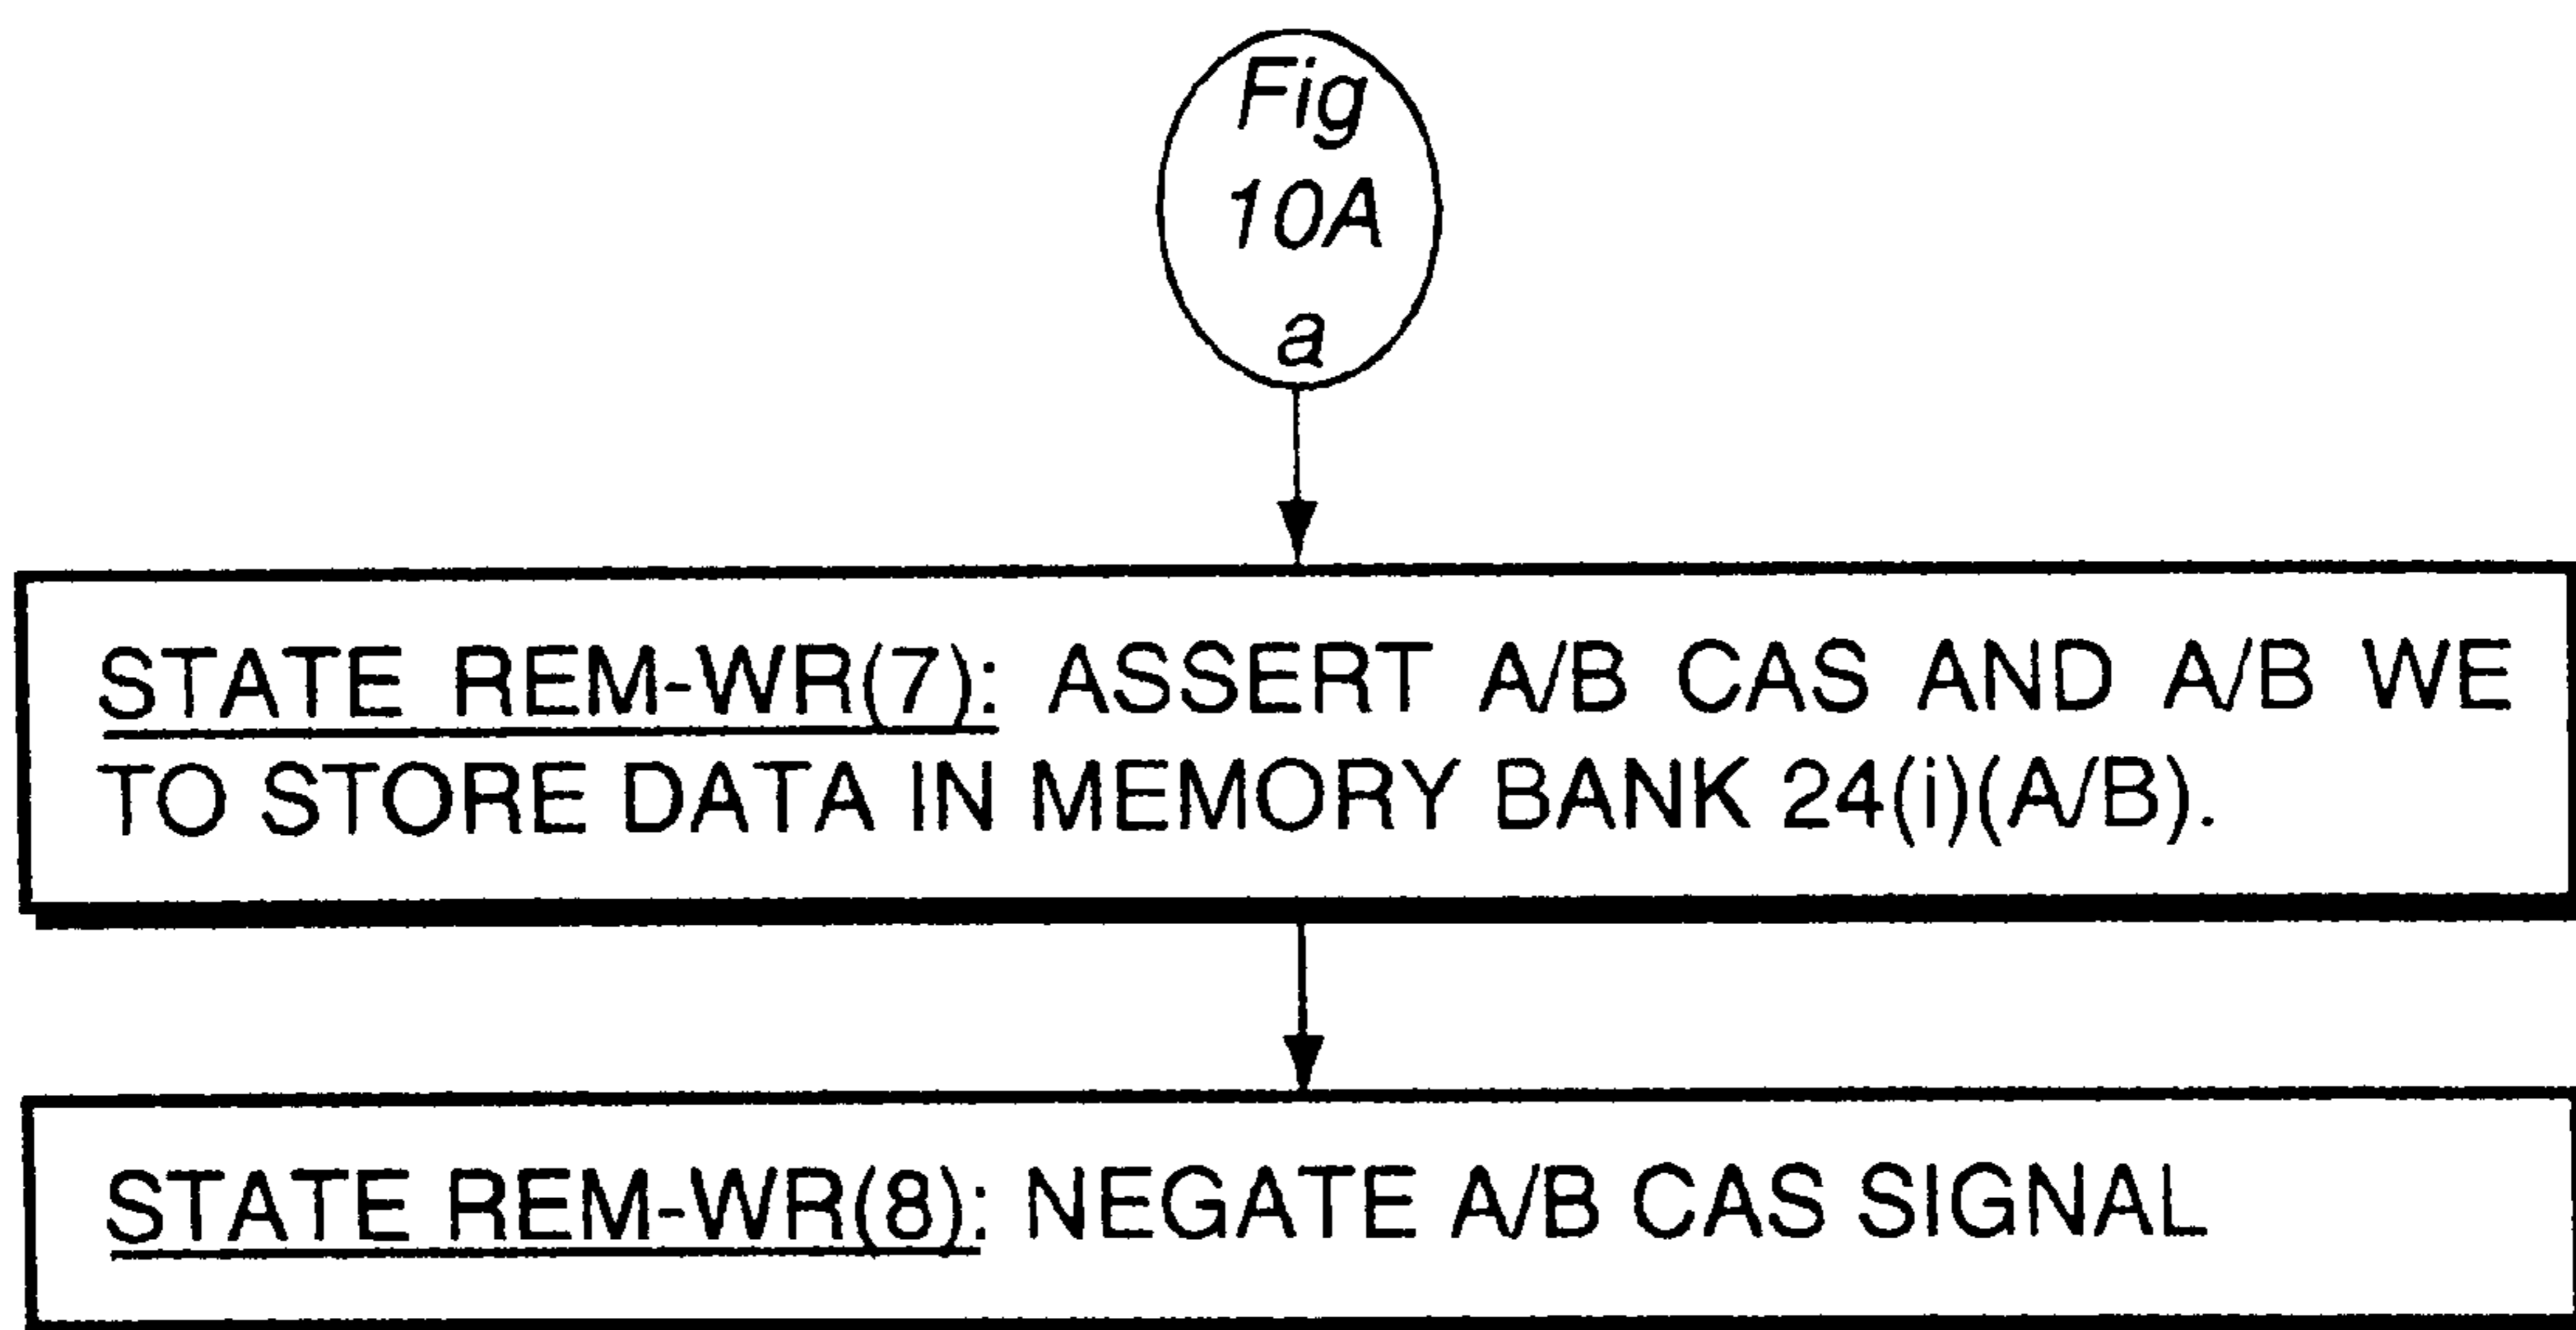 Fig
10A
a
STATE REM-WR(7): ASSERT A/B CAS AND A/B WE
TO STORE DATA IN MEMORY BANK 24(i)(A/B).
STATE REM-WR(8): NEGATE A/B CAS SIGNAL